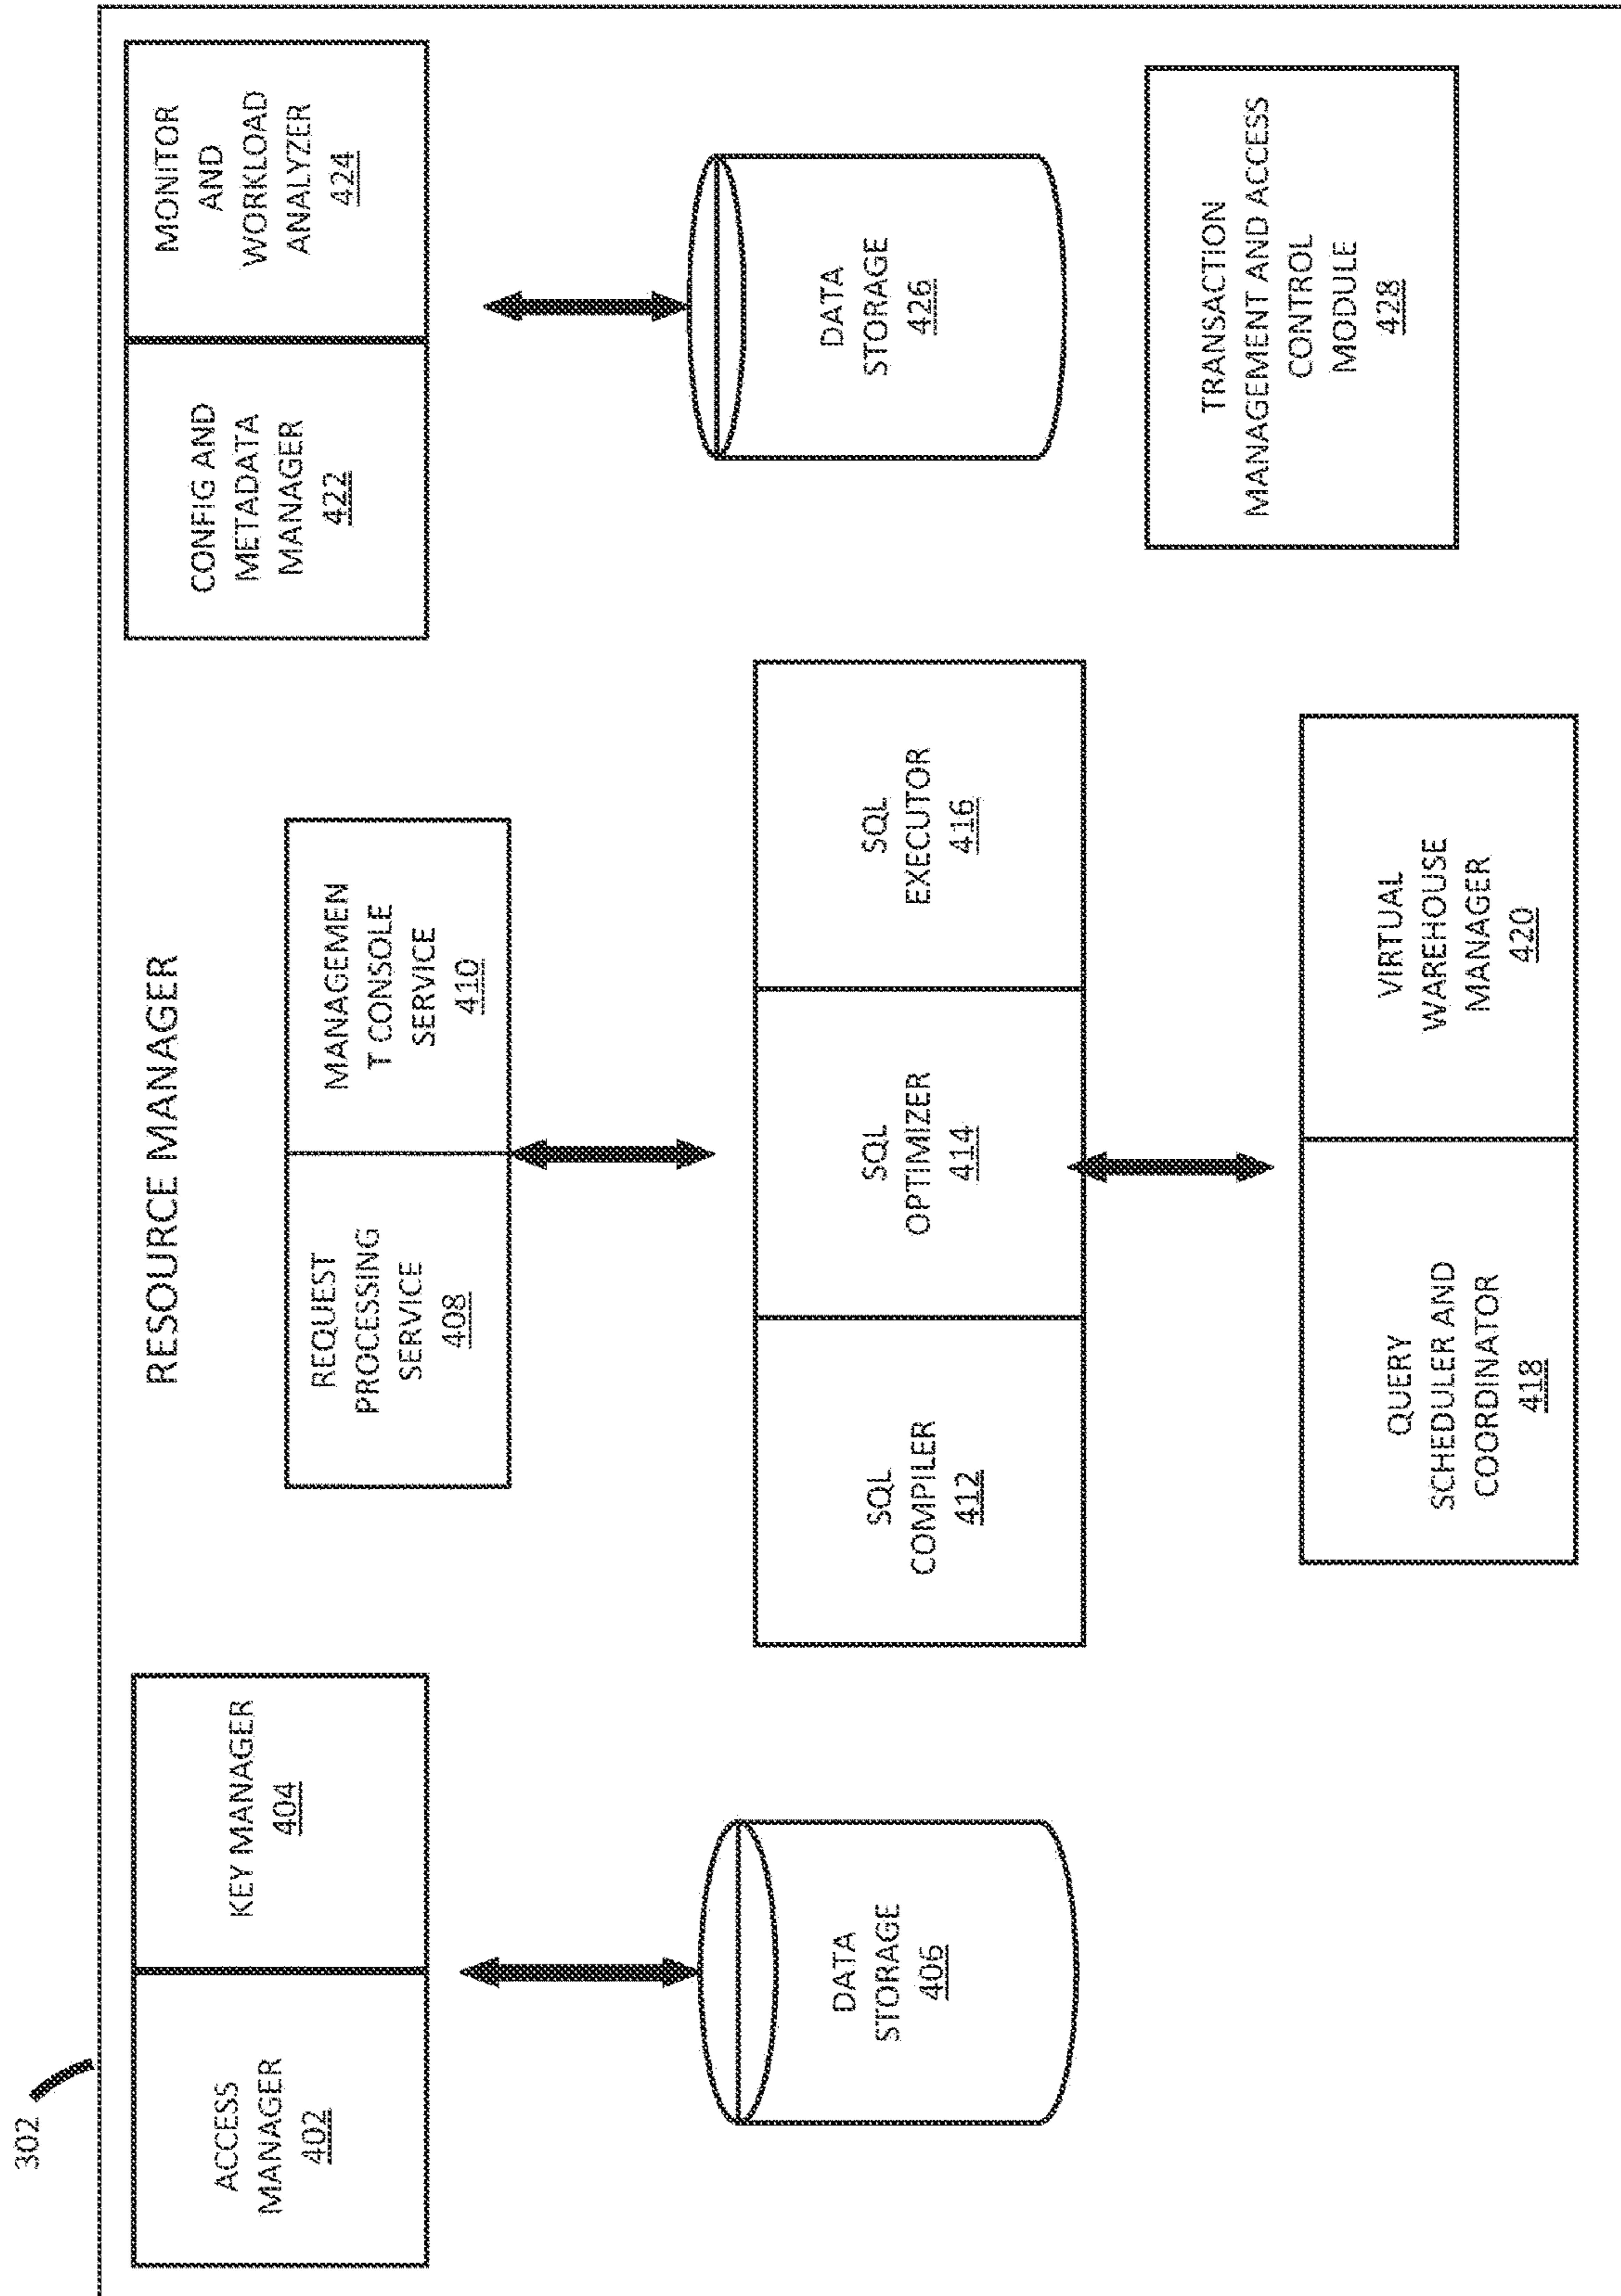 302
RESOURCE MANAGER
ACCESS
MANAGER
402
KEY MANAGER
404
DATA
STORAGE
406
REQUEST
PROCESSING
SERVICE
408
MANAGEMEN
T CONSOLE
SERVICE
410
SQL
COMPILER
412
SQL
OPTIMIZER
414
SQL
EXECUTOR
416
QUERY
SCHEDULER AND
COORDINATOR
418
VIRTUAL
WAREHOUSE
MANAGER
420
CONFIG AND
METADATA
MANAGER
422
MONITOR
AND
WORKLOAD
ANALYZER
424
DATA
STORAGE
426
TRANSACTION
MANAGEMENT AND ACCESS
CONTROL
MODULE
428